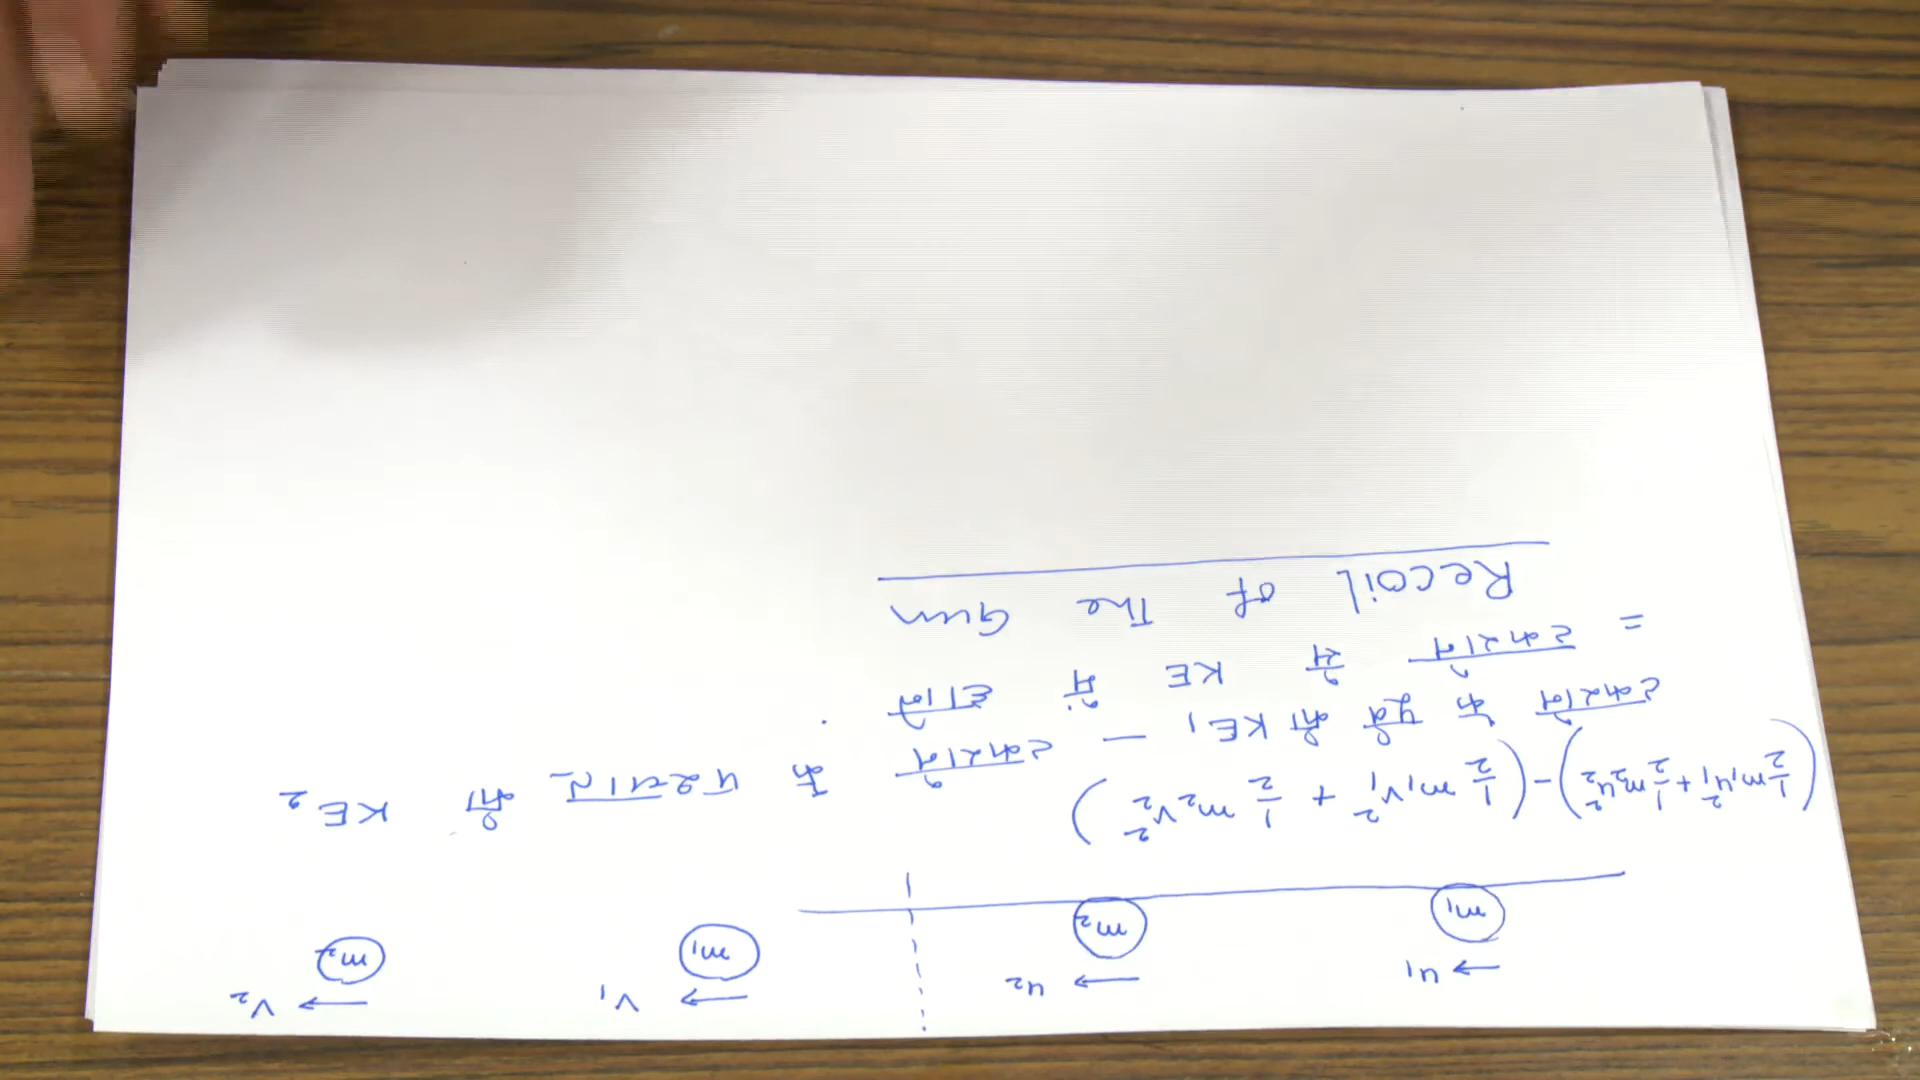 u₁ → u₂ → V₁ → V₂ →
m₁ m₂ m₁ m₂
(½m₁u₁² + ½m₂u₂²) − (½m₁v₁² + ½m₂v₂²)
टक्कर के पूर्व की KE₁ − टक्कर के पश्चात की KE₂
= टक्कर से KE में हानि .
Recoil of The Gun